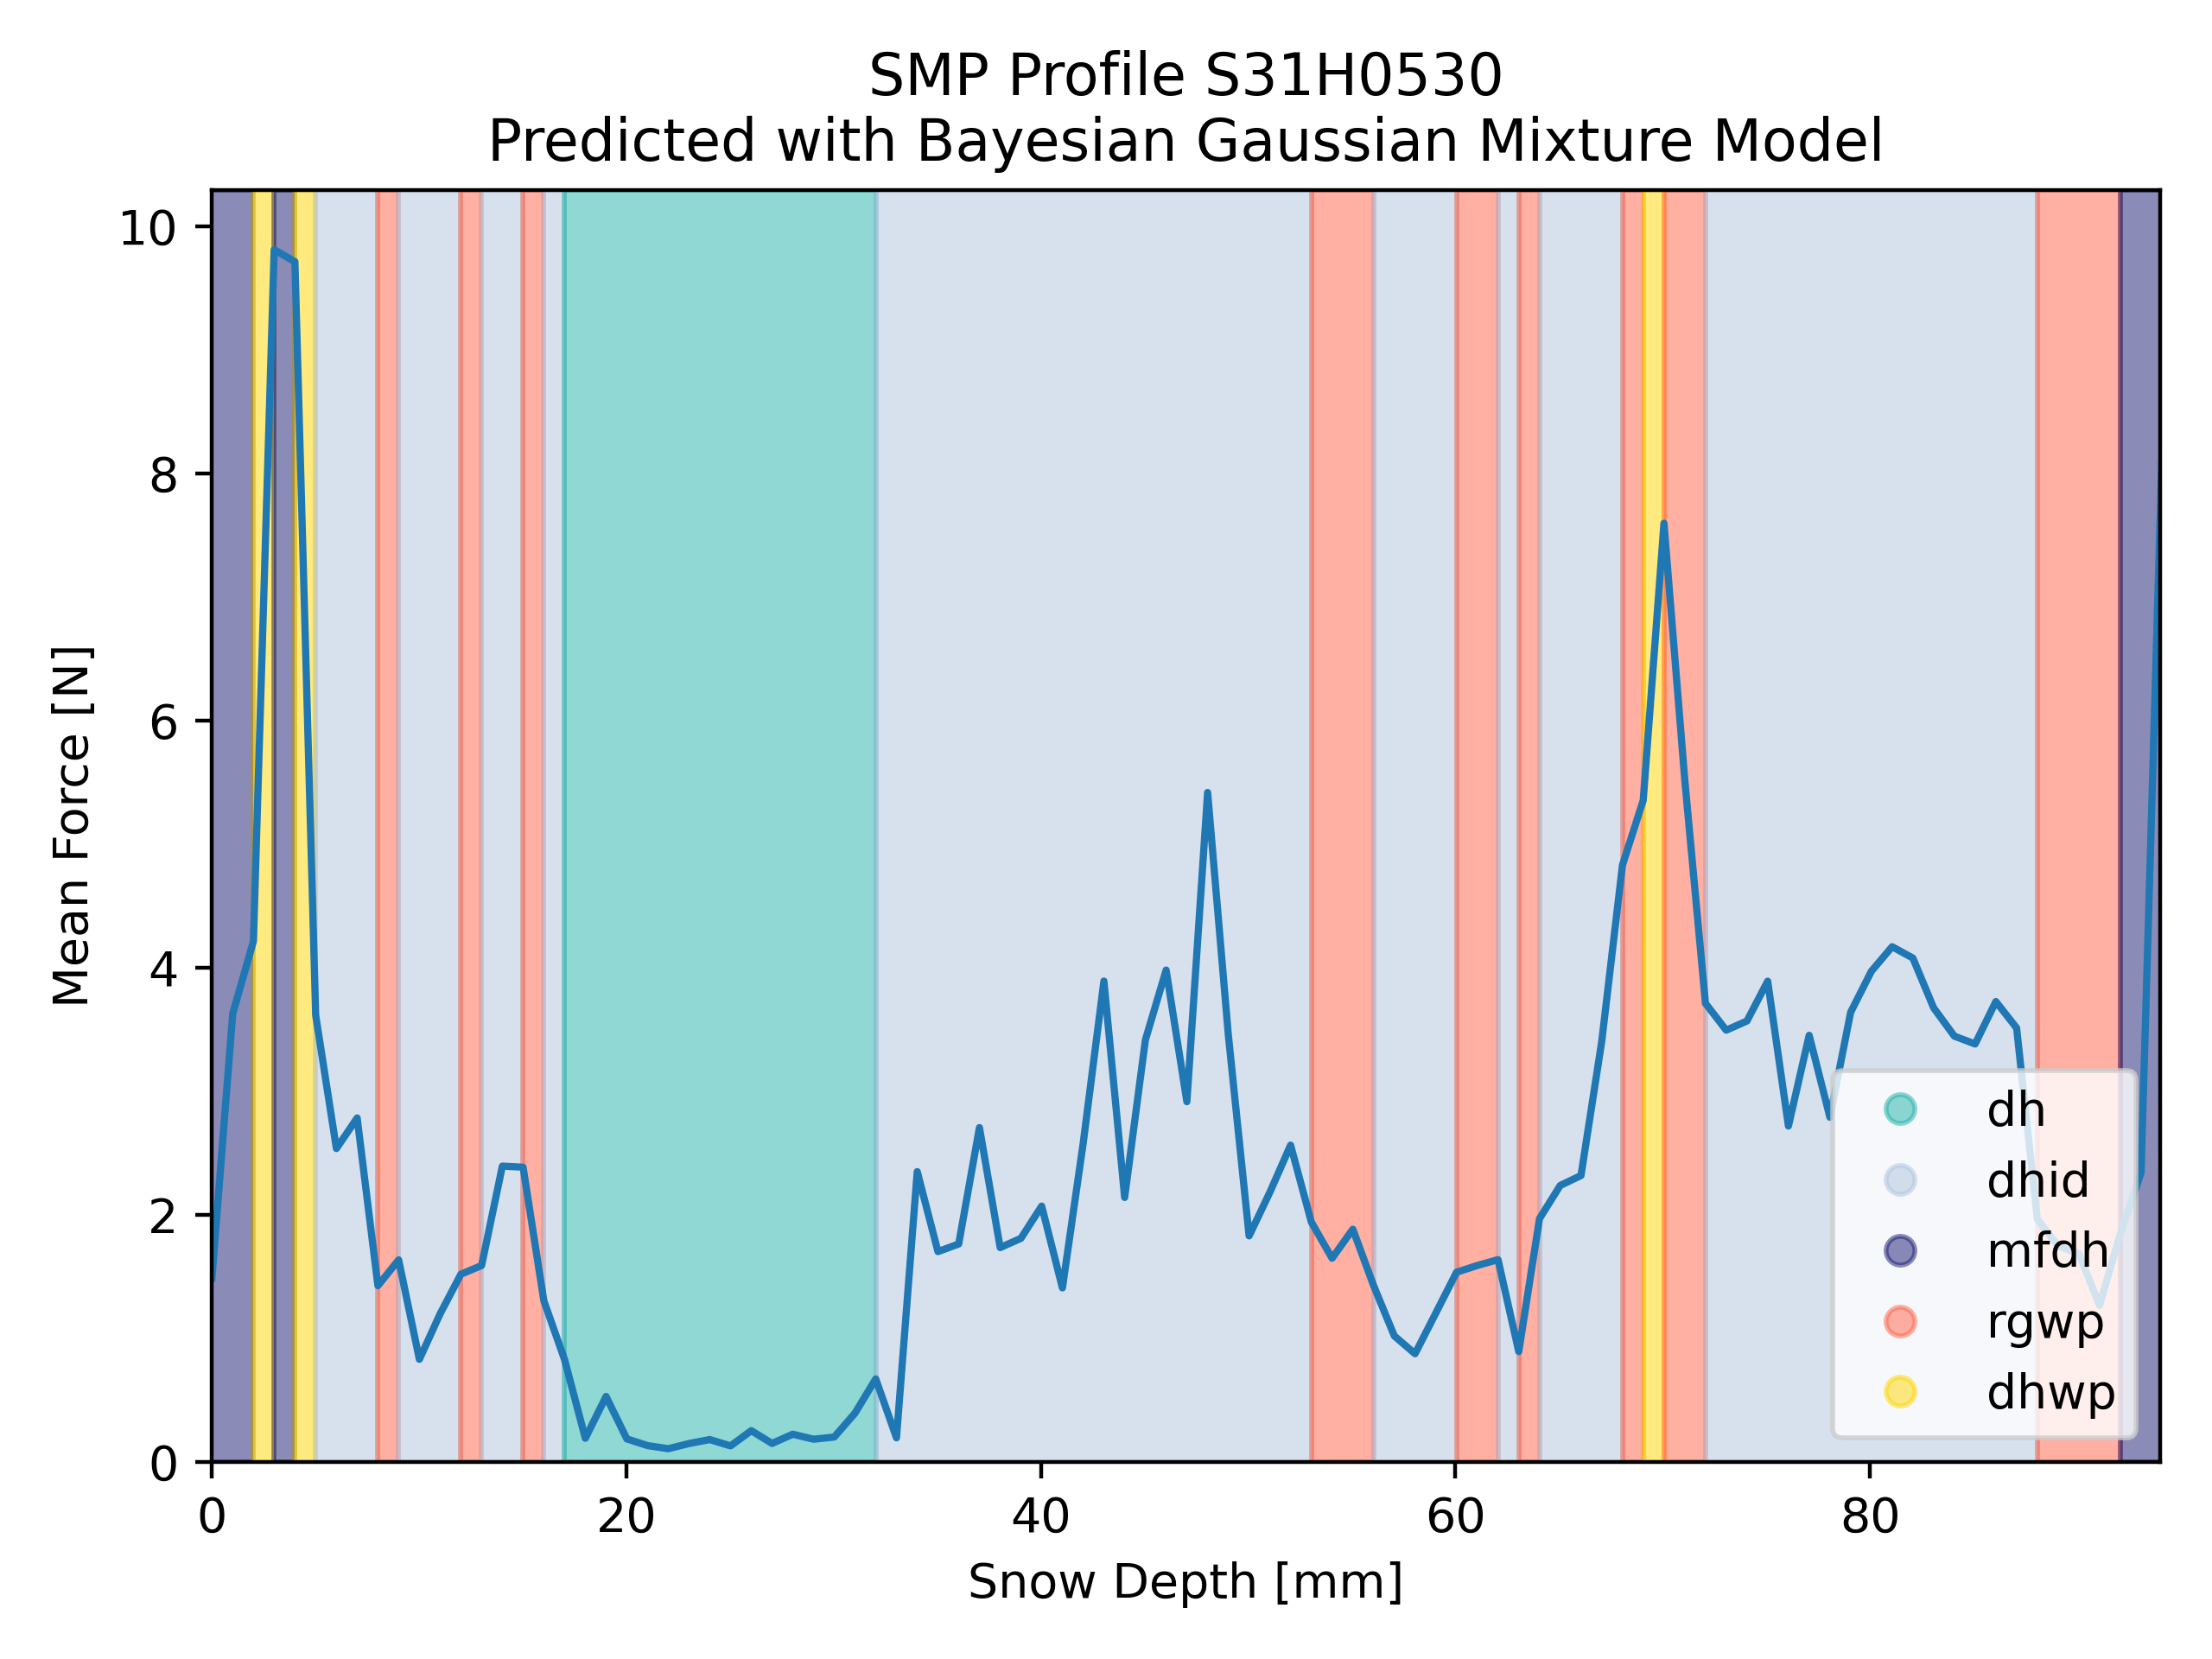 SMP Profile S31H0530
Predicted with Bayesian Gaussian Mixture Model
Mean Force [N]
10
8
6
4
2
0
dh
dhid
mfdh
rgwp
dhwp
0 20 40 60 80
Snow Depth [mm]